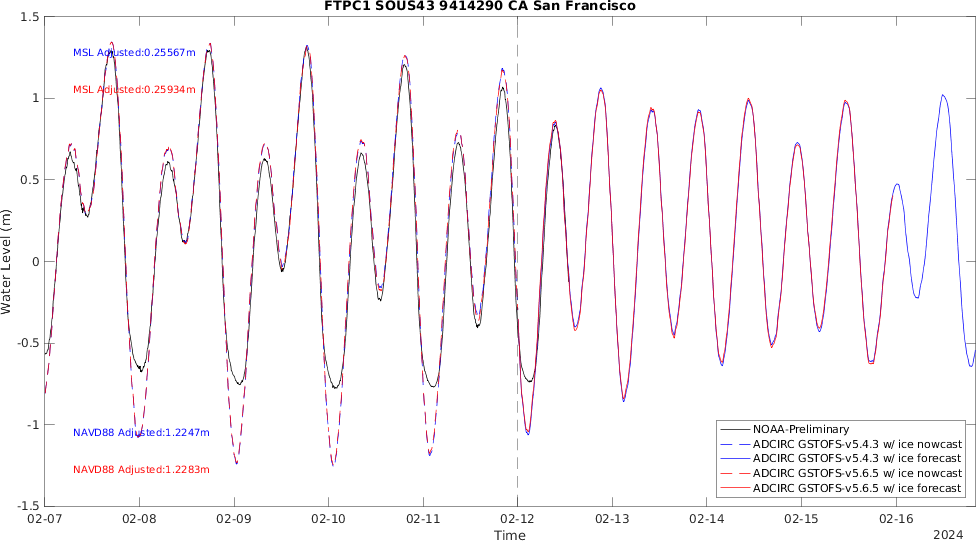 FTPC1 SOUS43 9414290 CA San Francisco
1.5
1
0.5
0
-0.5
-1
-1.5
Water Level (m)
MSL Adjusted:0.25567m
MSL Adjusted:0.25934m
NAVD88 Adjusted:1.2247m
NAVD88 Adjusted:1.2283m
NOAA-Preliminary
ADCIRC GSTOFS-v5.4.3 w/ ice nowcast
ADCIRC GSTOFS-v5.4.3 w/ ice forecast
ADCIRC GSTOFS-v5.6.5 w/ ice nowcast
ADCIRC GSTOFS-v5.6.5 w/ ice forecast
02-07 02-08 02-09 02-10 02-11 02-12 02-13 02-14 02-15 02-16
Time
2024